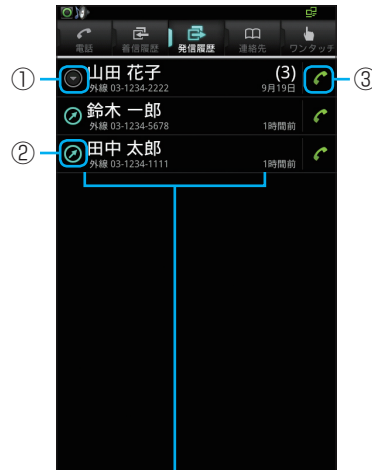 電話 着信履歴 発信履歴 連絡先 ワンタッチ
① 山田 花子 (3) ③
外線 03-1234-2222 9月19日
鈴木 一郎
外線 03-1234-5678 1時間前
② 田中 太郎
外線 03-1234-1111 1時間前